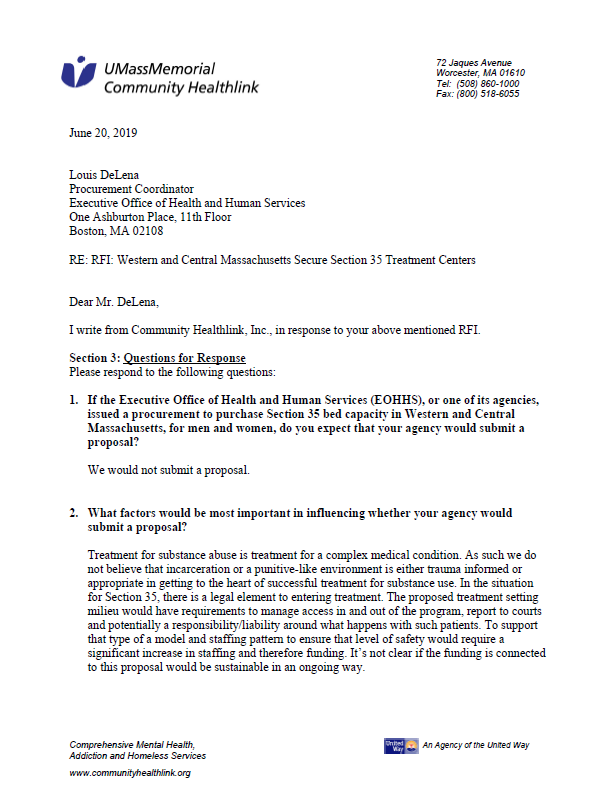 UMassMemorial
Community Healthlink
72 Jaques Avenue
Worcester, MA 01610
Tel: (508) 860-1000
Fax: (800) 518-6055
June 20, 2019
Louis DeLena
Procurement Coordinator
Executive Office of Health and Human Services
One Ashburton Place, 11th Floor
Boston, MA 02108
RE: RFI: Western and Central Massachusetts Secure Section 35 Treatment Centers
Dear Mr. DeLena,
I write from Community Healthlink, Inc., in response to your above mentioned RFI.
Section 3: Questions for Response
Please respond to the following questions:
1. If the Executive Office of Health and Human Services (EOHHS), or one of its agencies,
issued a procurement to purchase Section 35 bed capacity in Western and Central
Massachusetts, for men and women, do you expect that your agency would submit a
proposal?
We would not submit a proposal.
2. What factors would be most important in influencing whether your agency would
submit a proposal?
Treatment for substance abuse is treatment for a complex medical condition. As such we do
not believe that incarceration or a punitive-like environment is either trauma informed or
appropriate in getting to the heart of successful treatment for substance use. In the situation
for Section 35, there is a legal element to entering treatment. The proposed treatment setting
milieu would have requirements to manage access in and out of the program, report to courts
and potentially a responsibility/liability around what happens with such patients. To support
that type of a model and staffing pattern to ensure that level of safety would require a
significant increase in staffing and therefore funding. It's not clear if the funding is connected
to this proposal would be sustainable in an ongoing way.
Comprehensive Mental Health,
Addiction and Homeless Services
www.communityhealthlink.org
United
Way
An Agency of the United Way